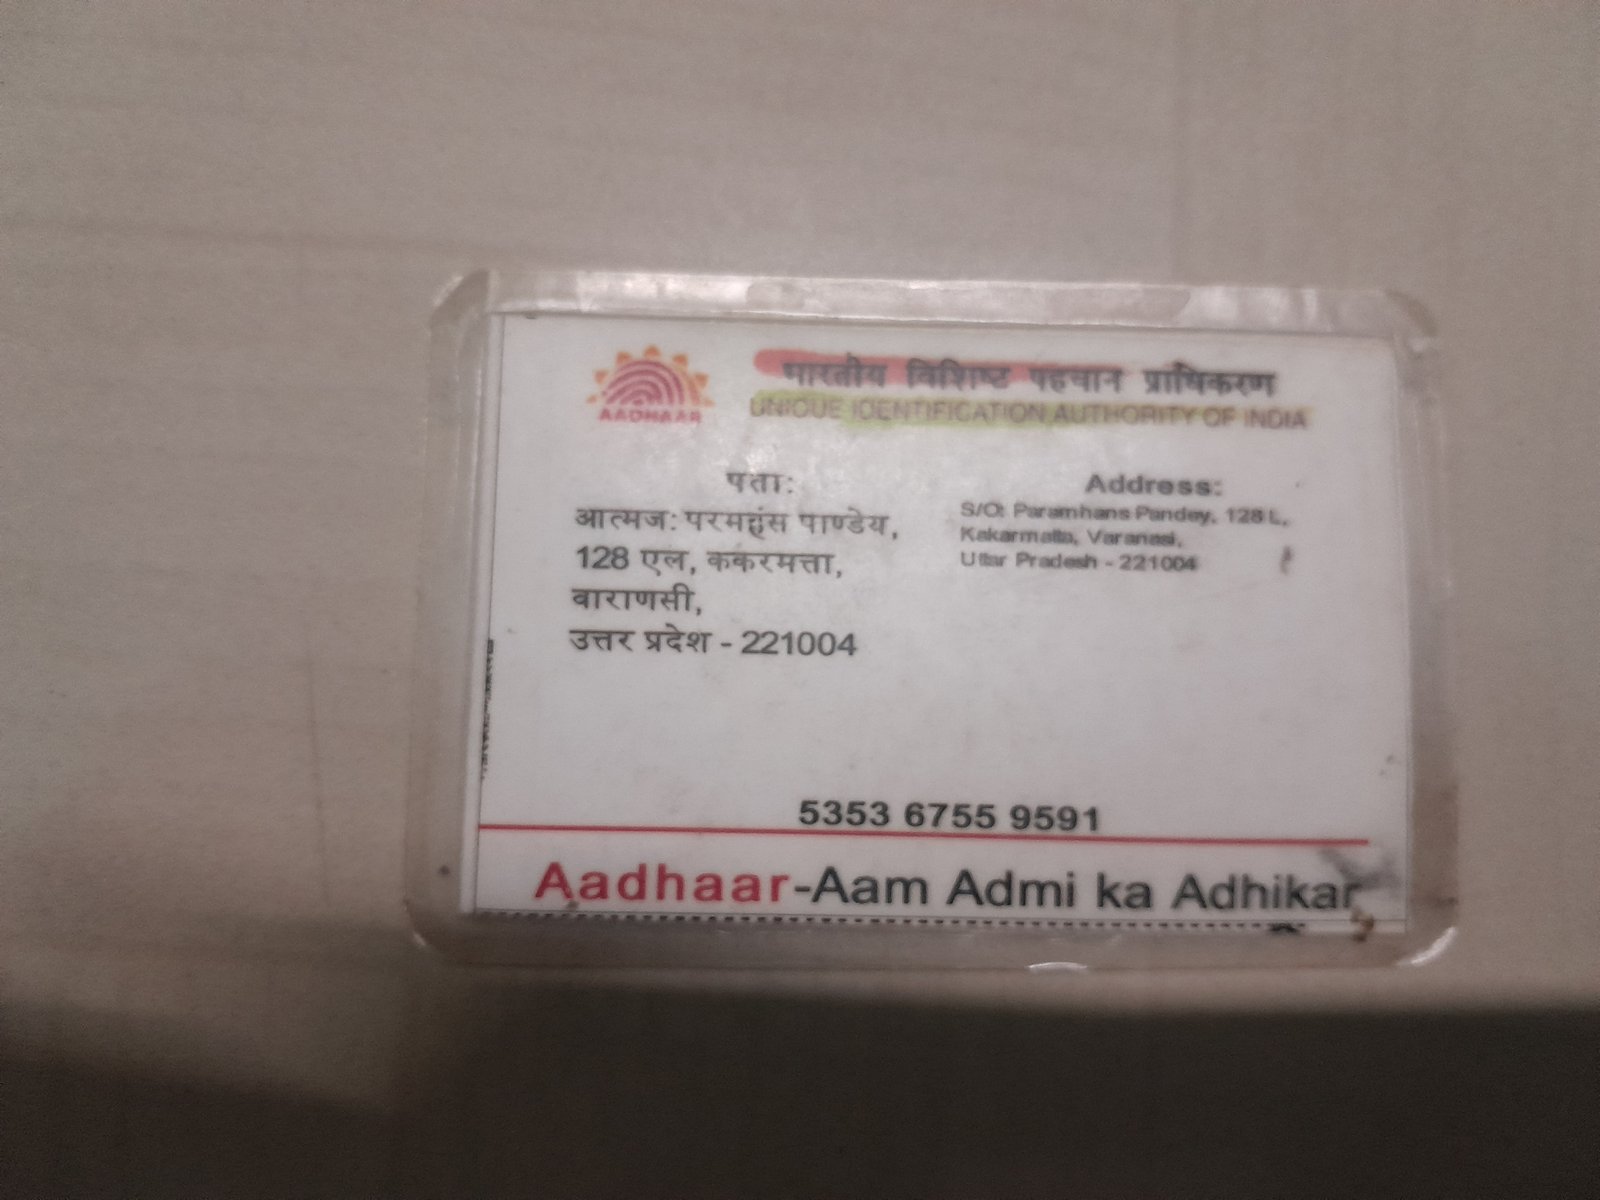 AADHAAR
भारतीय विशिष्ट पहचान प्राधिकरण
UNIQUE IDENTIFICATION AUTHORITY OF INDIA
पता:
आत्मज: परमहंस पाण्डेय,
128 एल, ककरमत्ता,
वाराणसी,
उत्तर प्रदेश - 221004
Address:
S/O: Paramhans Pandey, 128 L,
Kakarmatta, Varanasi,
Uttar Pradesh - 221004
5353 6755 9591
Aadhaar-Aam Admi ka Adhikar